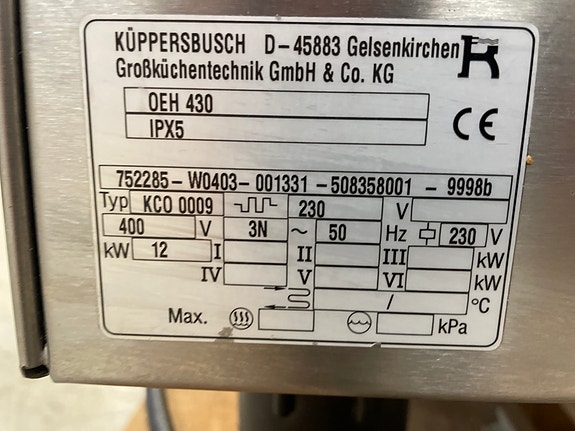 KÜPPERSBUSCH D-45883 Gelsenkirchen
Großküchentechnik GmbH & Co. KG
OEH 430
IPX5
CE
752285-W0403-001331-508358001-9998b
Typ KCO 0009 230 V
400 V 3N ~ 50 Hz 230 V
kW 12 I II III kW
IV V VI kW
/ °C
Max. kPa